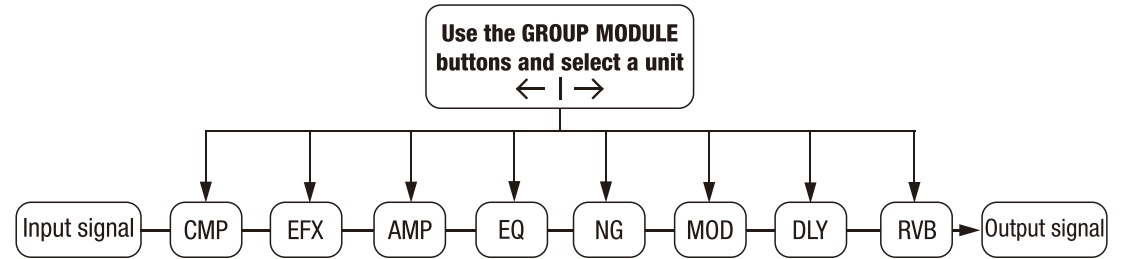 Use the GROUP MODULE
buttons and select a unit
Input signal
CMP
EFX
AMP
EQ
NG
MOD
DLY
RVB
Output signal